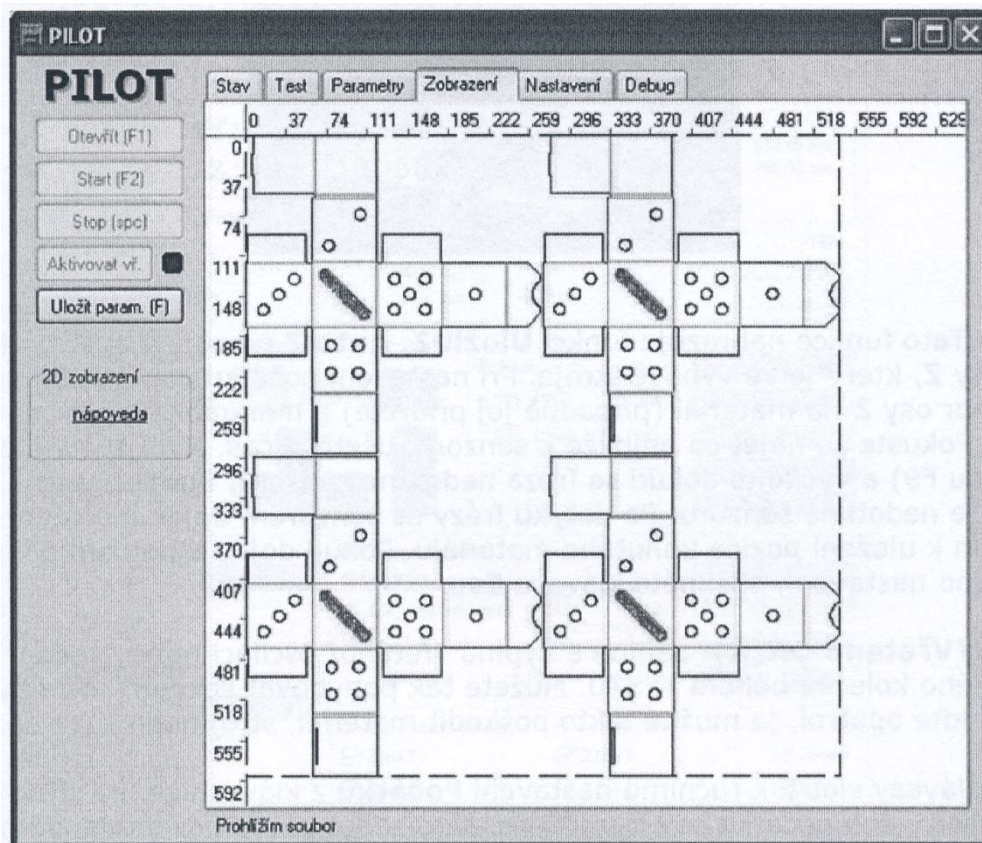 PILOT
PILOT
Stav Test Parametry Zobrazení Nastavení Debug
Otevřít (F1)
Start (F2)
Stop (spc)
Aktivovat vř.
Uložit param. (F)
2D zobrazení
nápoveda
0 37 74 111 148 185 222 259 296 333 370 407 444 481 518 555 592 629
0
37
74
111
148
185
222
259
296
333
370
407
444
481
518
555
592
Prohlížím soubor